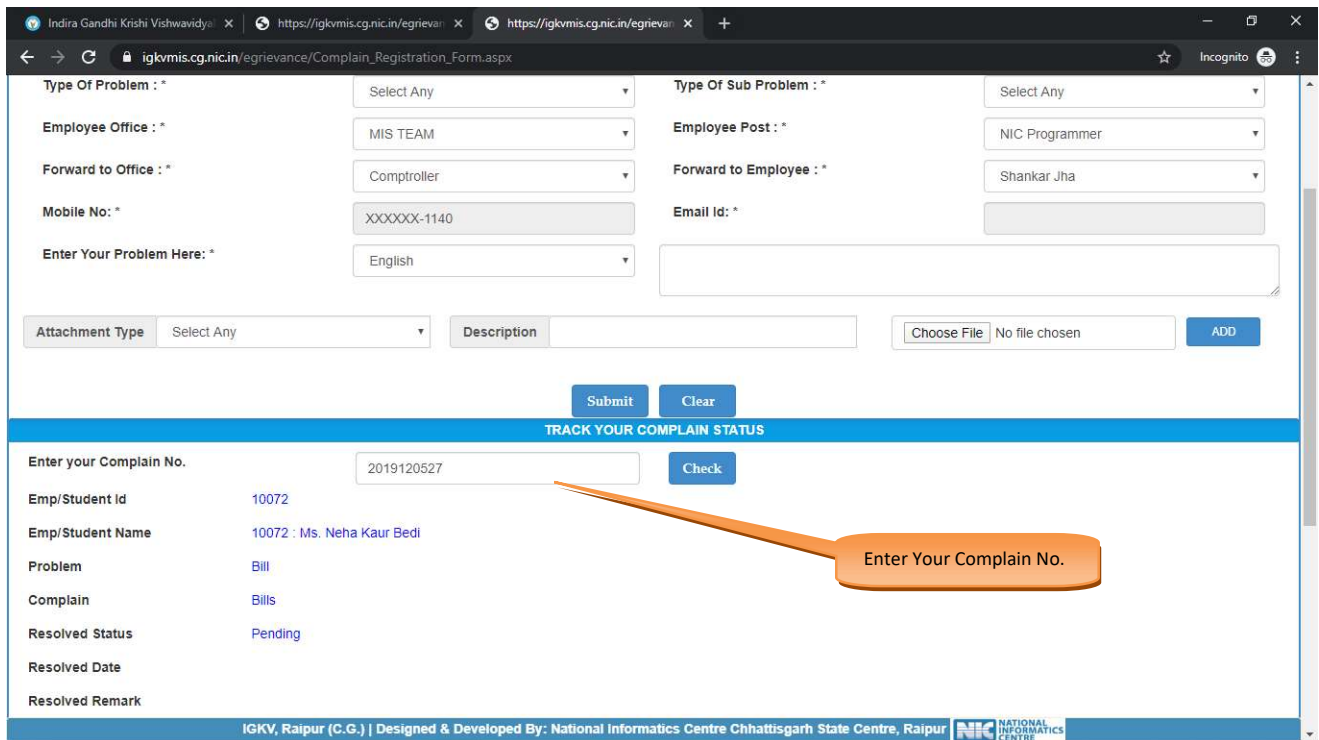 Indira Gandhi Krishi Vishwavidya
https://igkvmis.cg.nic.in/egrievan
https://igkvmis.cg.nic.in/egrievan
igkvmis.cg.nic.in/egrievance/Complain_Registration_Form.aspx
Incognito
Type Of Problem : * Select Any Type Of Sub Problem : * Select Any
Employee Office : * MIS TEAM Employee Post : * NIC Programmer
Forward to Office : * Comptroller Forward to Employee : * Shankar Jha
Mobile No: * XXXXXX-1140 Email Id: *
Enter Your Problem Here: * English
Attachment Type Select Any Description Choose File No file chosen ADD
Submit Clear
TRACK YOUR COMPLAIN STATUS
Enter your Complain No. 2019120527 Check
Emp/Student Id 10072
Emp/Student Name 10072 : Ms. Neha Kaur Bedi
Enter Your Complain No.
Problem Bill
Complain Bills
Resolved Status Pending
Resolved Date
Resolved Remark
IGKV, Raipur (C.G.) | Designed & Developed By: National Informatics Centre Chhattisgarh State Centre, Raipur NIC NATIONAL INFORMATICS CENTRE